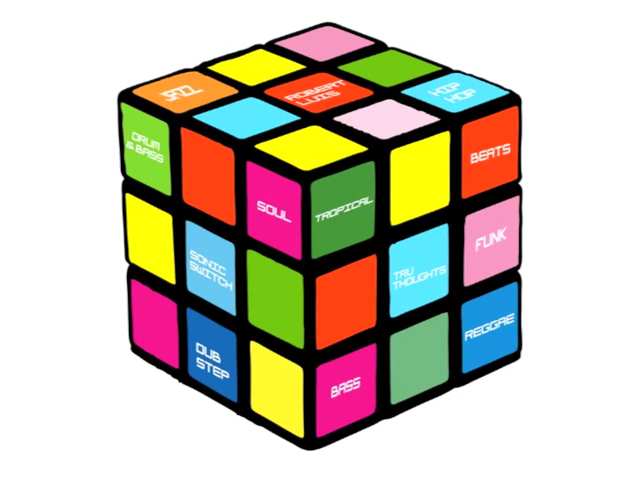 JAZZ
ROBERT
LUIS
HIP
HOP
DRUM
& BASS
SOUL
TROPICAL
BEATS
SONIC
SWITCH
TRU
THOUGHTS
FUNK
DUB
STEP
BASS
REGGAE